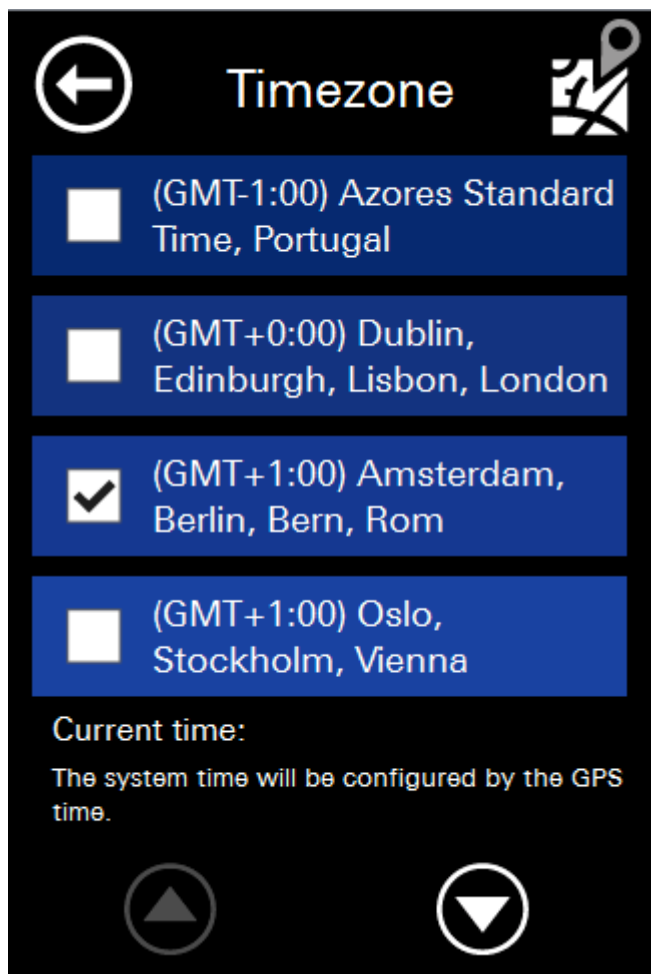 Timezone
(GMT-1:00) Azores Standard
Time, Portugal
(GMT+0:00) Dublin,
Edinburgh, Lisbon, London
(GMT+1:00) Amsterdam,
Berlin, Bern, Rom
(GMT+1:00) Oslo,
Stockholm, Vienna
Current time:
The system time will be configured by the GPS
time.